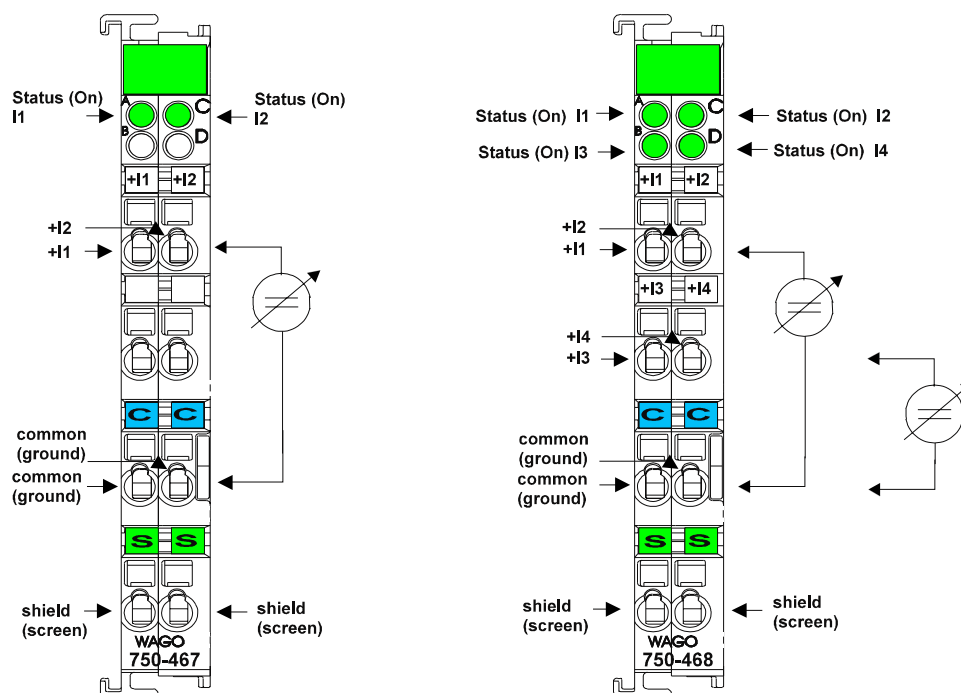 Status (On)
I1
A
C
Status (On)
I2
B
D
+I1
+I2
+I2
+I1
C
C
common
(ground)
common
(ground)
S
S
shield
(screen)
shield
(screen)
WAGO
750-467
Status (On) I1
A
C
Status (On) I2
Status (On) I3
B
D
Status (On) I4
+I1
+I2
+I2
+I1
+I3
+I4
+I4
+I3
C
C
common
(ground)
common
(ground)
S
S
shield
(screen)
shield
(screen)
WAGO
750-468